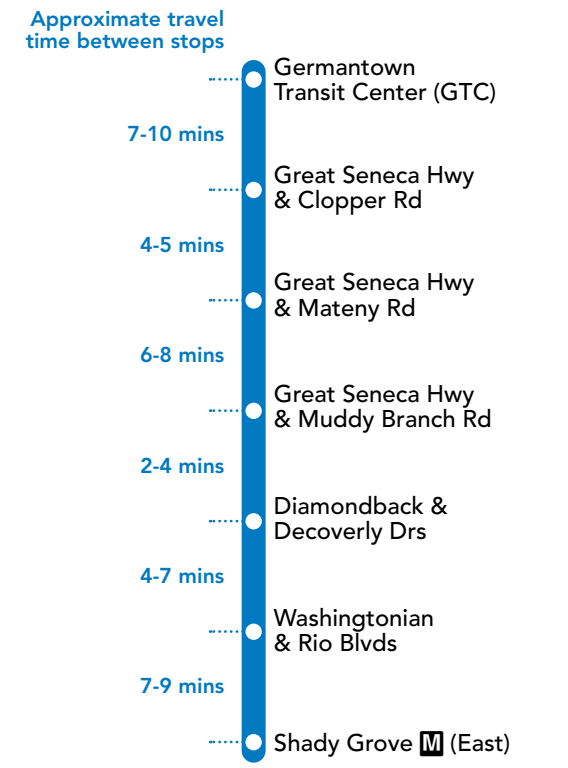 Approximate travel
time between stops
Germantown
Transit Center (GTC)
7-10 mins
Great Seneca Hwy
& Clopper Rd
4-5 mins
Great Seneca Hwy
& Mateny Rd
6-8 mins
Great Seneca Hwy
& Muddy Branch Rd
2-4 mins
Diamondback &
Decoverly Drs
4-7 mins
Washingtonian
& Rio Blvds
7-9 mins
Shady Grove M (East)